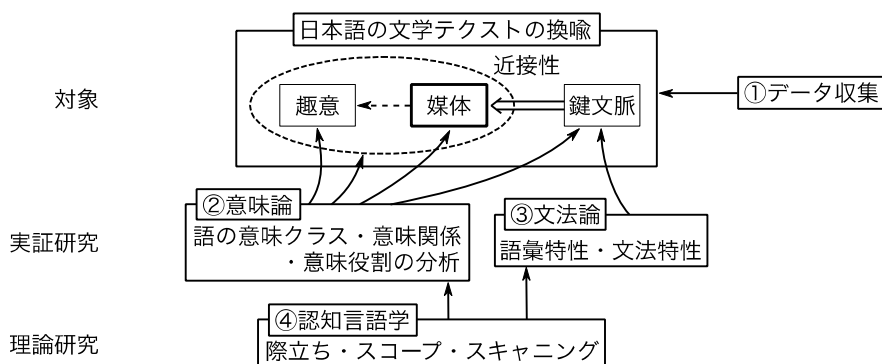 日本語の文学テクストの換喩
近接性
対象
趣意
媒体
鍵文脈
①データ収集
②意味論
③文法論
実証研究
語の意味クラス・意味関係
・意味役割の分析
語彙特性・文法特性
④認知言語学
理論研究
際立ち・スコープ・スキャニング